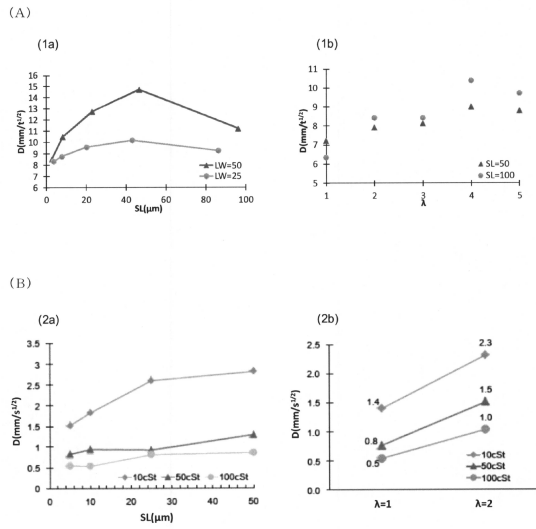 (A)
(1a)
16
15
14
13
12
11
10
9
8
7
6
D(mm/t1/2)
0
20
40
60
80
100
SL(μm)
LW=50
LW=25
(1b)
11
10
9
8
7
6
5
D(mm/t1/2)
1
2
3
4
5
λ
SL=50
SL=100
(B)
(2a)
3.5
3
2.5
2
1.5
1
0.5
0
D(mm/s1/2)
0
10
20
30
40
50
SL(μm)
10cSt
50cSt
100cSt
(2b)
2.5
2.0
1.5
1.0
0.5
0.0
D(mm/s1/2)
1.4
0.8
0.5
2.3
1.5
1.0
λ=1
λ=2
10cSt
50cSt
100cSt